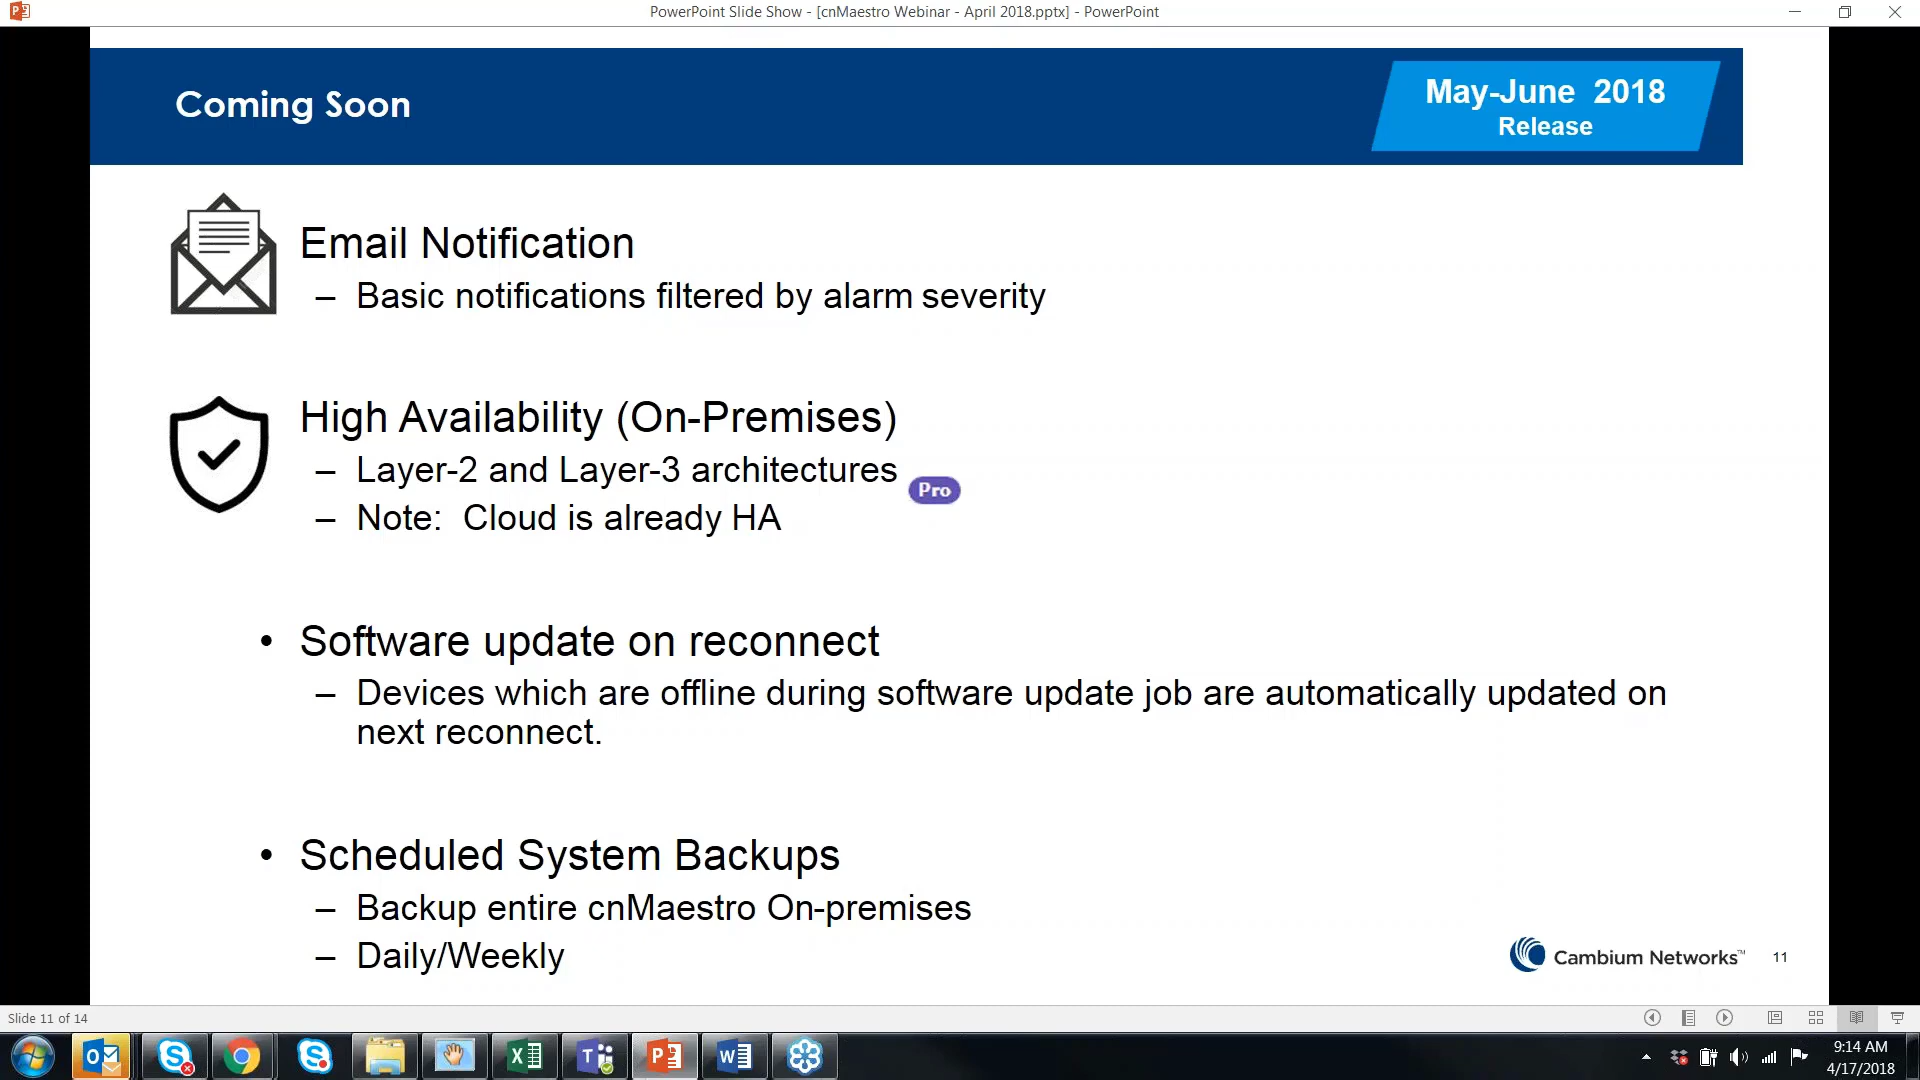 PowerPoint Slide Show - [cnMaestro Webinar - April 2018.pptx] - PowerPoint
Coming Soon
May-June 2018
Release
Email Notification
– Basic notifications filtered by alarm severity
High Availability (On-Premises)
– Layer-2 and Layer-3 architectures
Pro
– Note: Cloud is already HA
• Software update on reconnect
– Devices which are offline during software update job are automatically updated on
next reconnect.
• Scheduled System Backups
– Backup entire cnMaestro On-premises
– Daily/Weekly
Cambium Networks™ 11
Slide 11 of 14
9:14 AM
4/17/2018